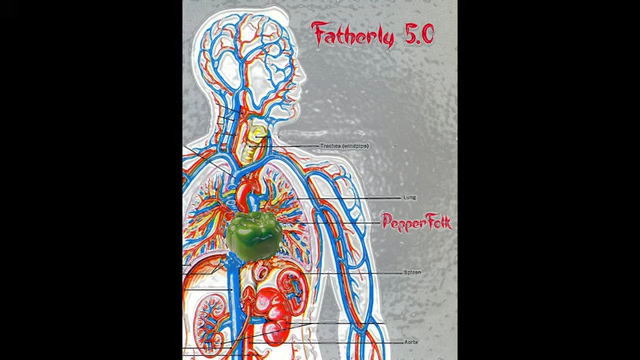 Fatherly 5.0
Trachea (windpipe)
Lung
PepperFolk
Spleen
Aorta